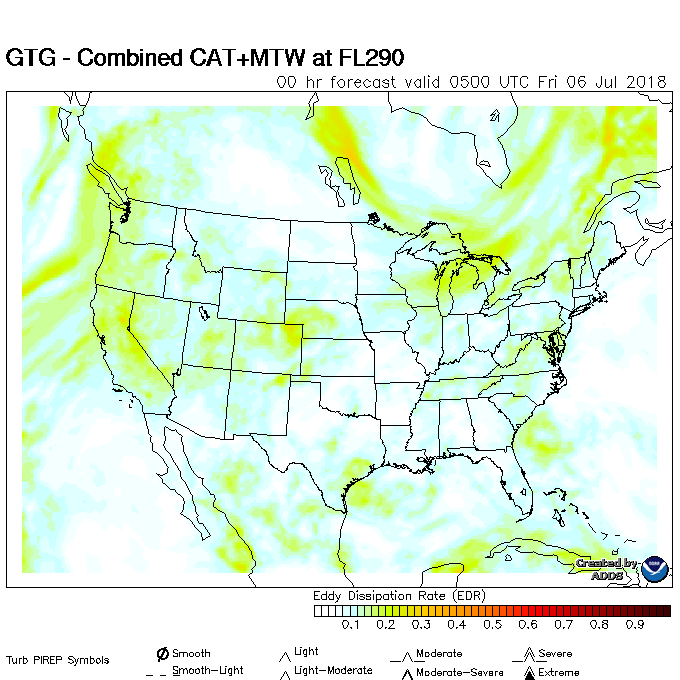 GTG - Combined CAT+MTW at FL290
00 hr forecast valid 0500 UTC Fri 06 Jul 2018
Created by
ADDS
Eddy Dissipation Rate (EDR)
0.1 0.2 0.3 0.4 0.5 0.6 0.7 0.8 0.9
Turb PIREP Symbols
Smooth Light Moderate Severe
Smooth-Light Light-Moderate Moderate-Severe Extreme